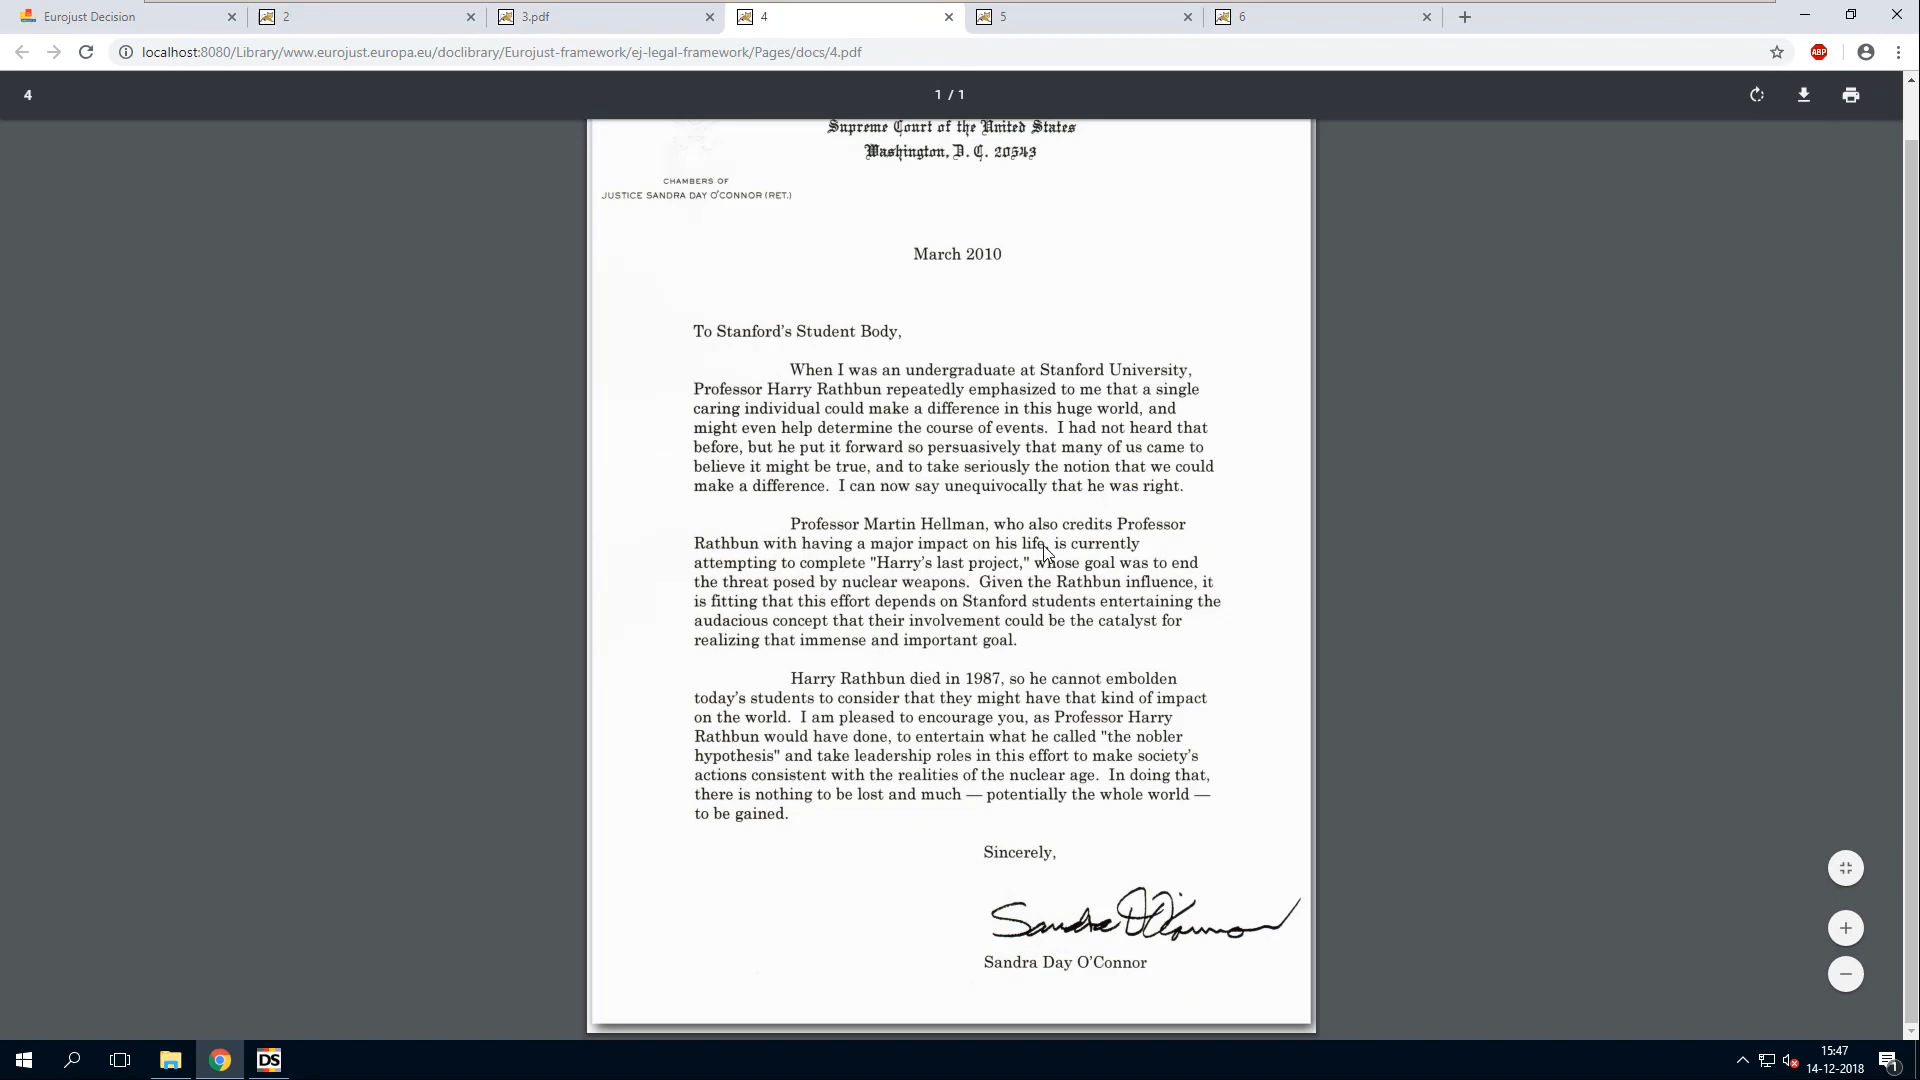 Eurojust Decision
2
3.pdf
4
5
6
localhost:8080/Library/www.eurojust.europa.eu/doclibrary/Eurojust-framework/ej-legal-framework/Pages/docs/4.pdf
ABP
4
1 / 1
Supreme Court of the United States
Washington, D. C. 20543
CHAMBERS OF
JUSTICE SANDRA DAY O'CONNOR (RET.)
March 2010
To Stanford's Student Body,
When I was an undergraduate at Stanford University,
Professor Harry Rathbun repeatedly emphasized to me that a single
caring individual could make a difference in this huge world, and
might even help determine the course of events.  I had not heard that
before, but he put it forward so persuasively that many of us came to
believe it might be true, and to take seriously the notion that we could
make a difference.  I can now say unequivocally that he was right.
Professor Martin Hellman, who also credits Professor
Rathbun with having a major impact on his life, is currently
attempting to complete "Harry's last project," whose goal was to end
the threat posed by nuclear weapons.  Given the Rathbun influence, it
is fitting that this effort depends on Stanford students entertaining the
audacious concept that their involvement could be the catalyst for
realizing that immense and important goal.
Harry Rathbun died in 1987, so he cannot embolden
today's students to consider that they might have that kind of impact
on the world.  I am pleased to encourage you, as Professor Harry
Rathbun would have done, to entertain what he called "the nobler
hypothesis" and take leadership roles in this effort to make society's
actions consistent with the realities of the nuclear age.  In doing that,
there is nothing to be lost and much — potentially the whole world —
to be gained.
Sincerely,
Sandra D O'Connor
Sandra Day O'Connor
DS
15:47
14-12-2018
1